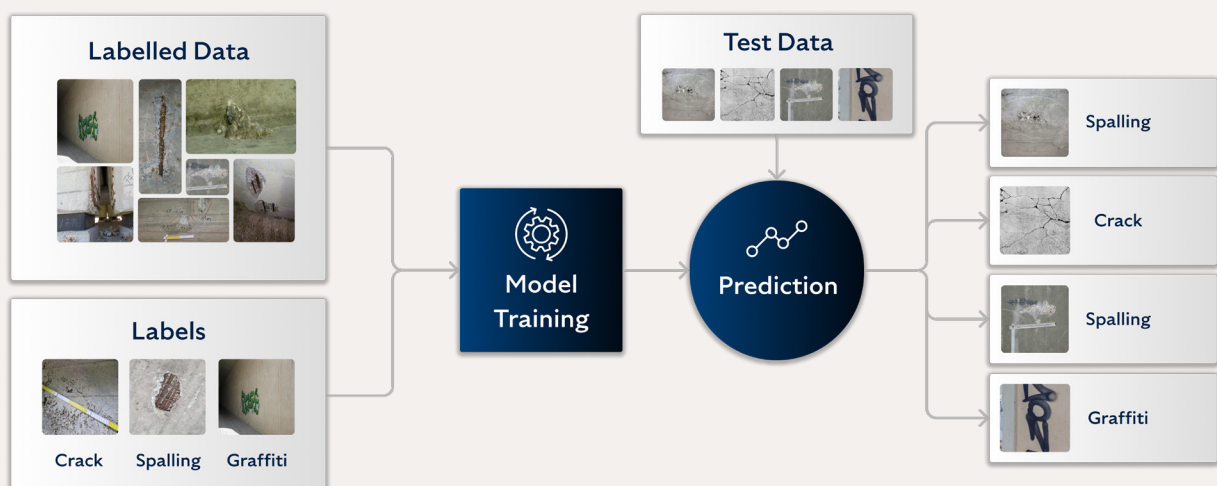 Labelled Data
Labels
Crack
Spalling
Graffiti
Model
Training
Test Data
Prediction
Spalling
Crack
Spalling
Graffiti